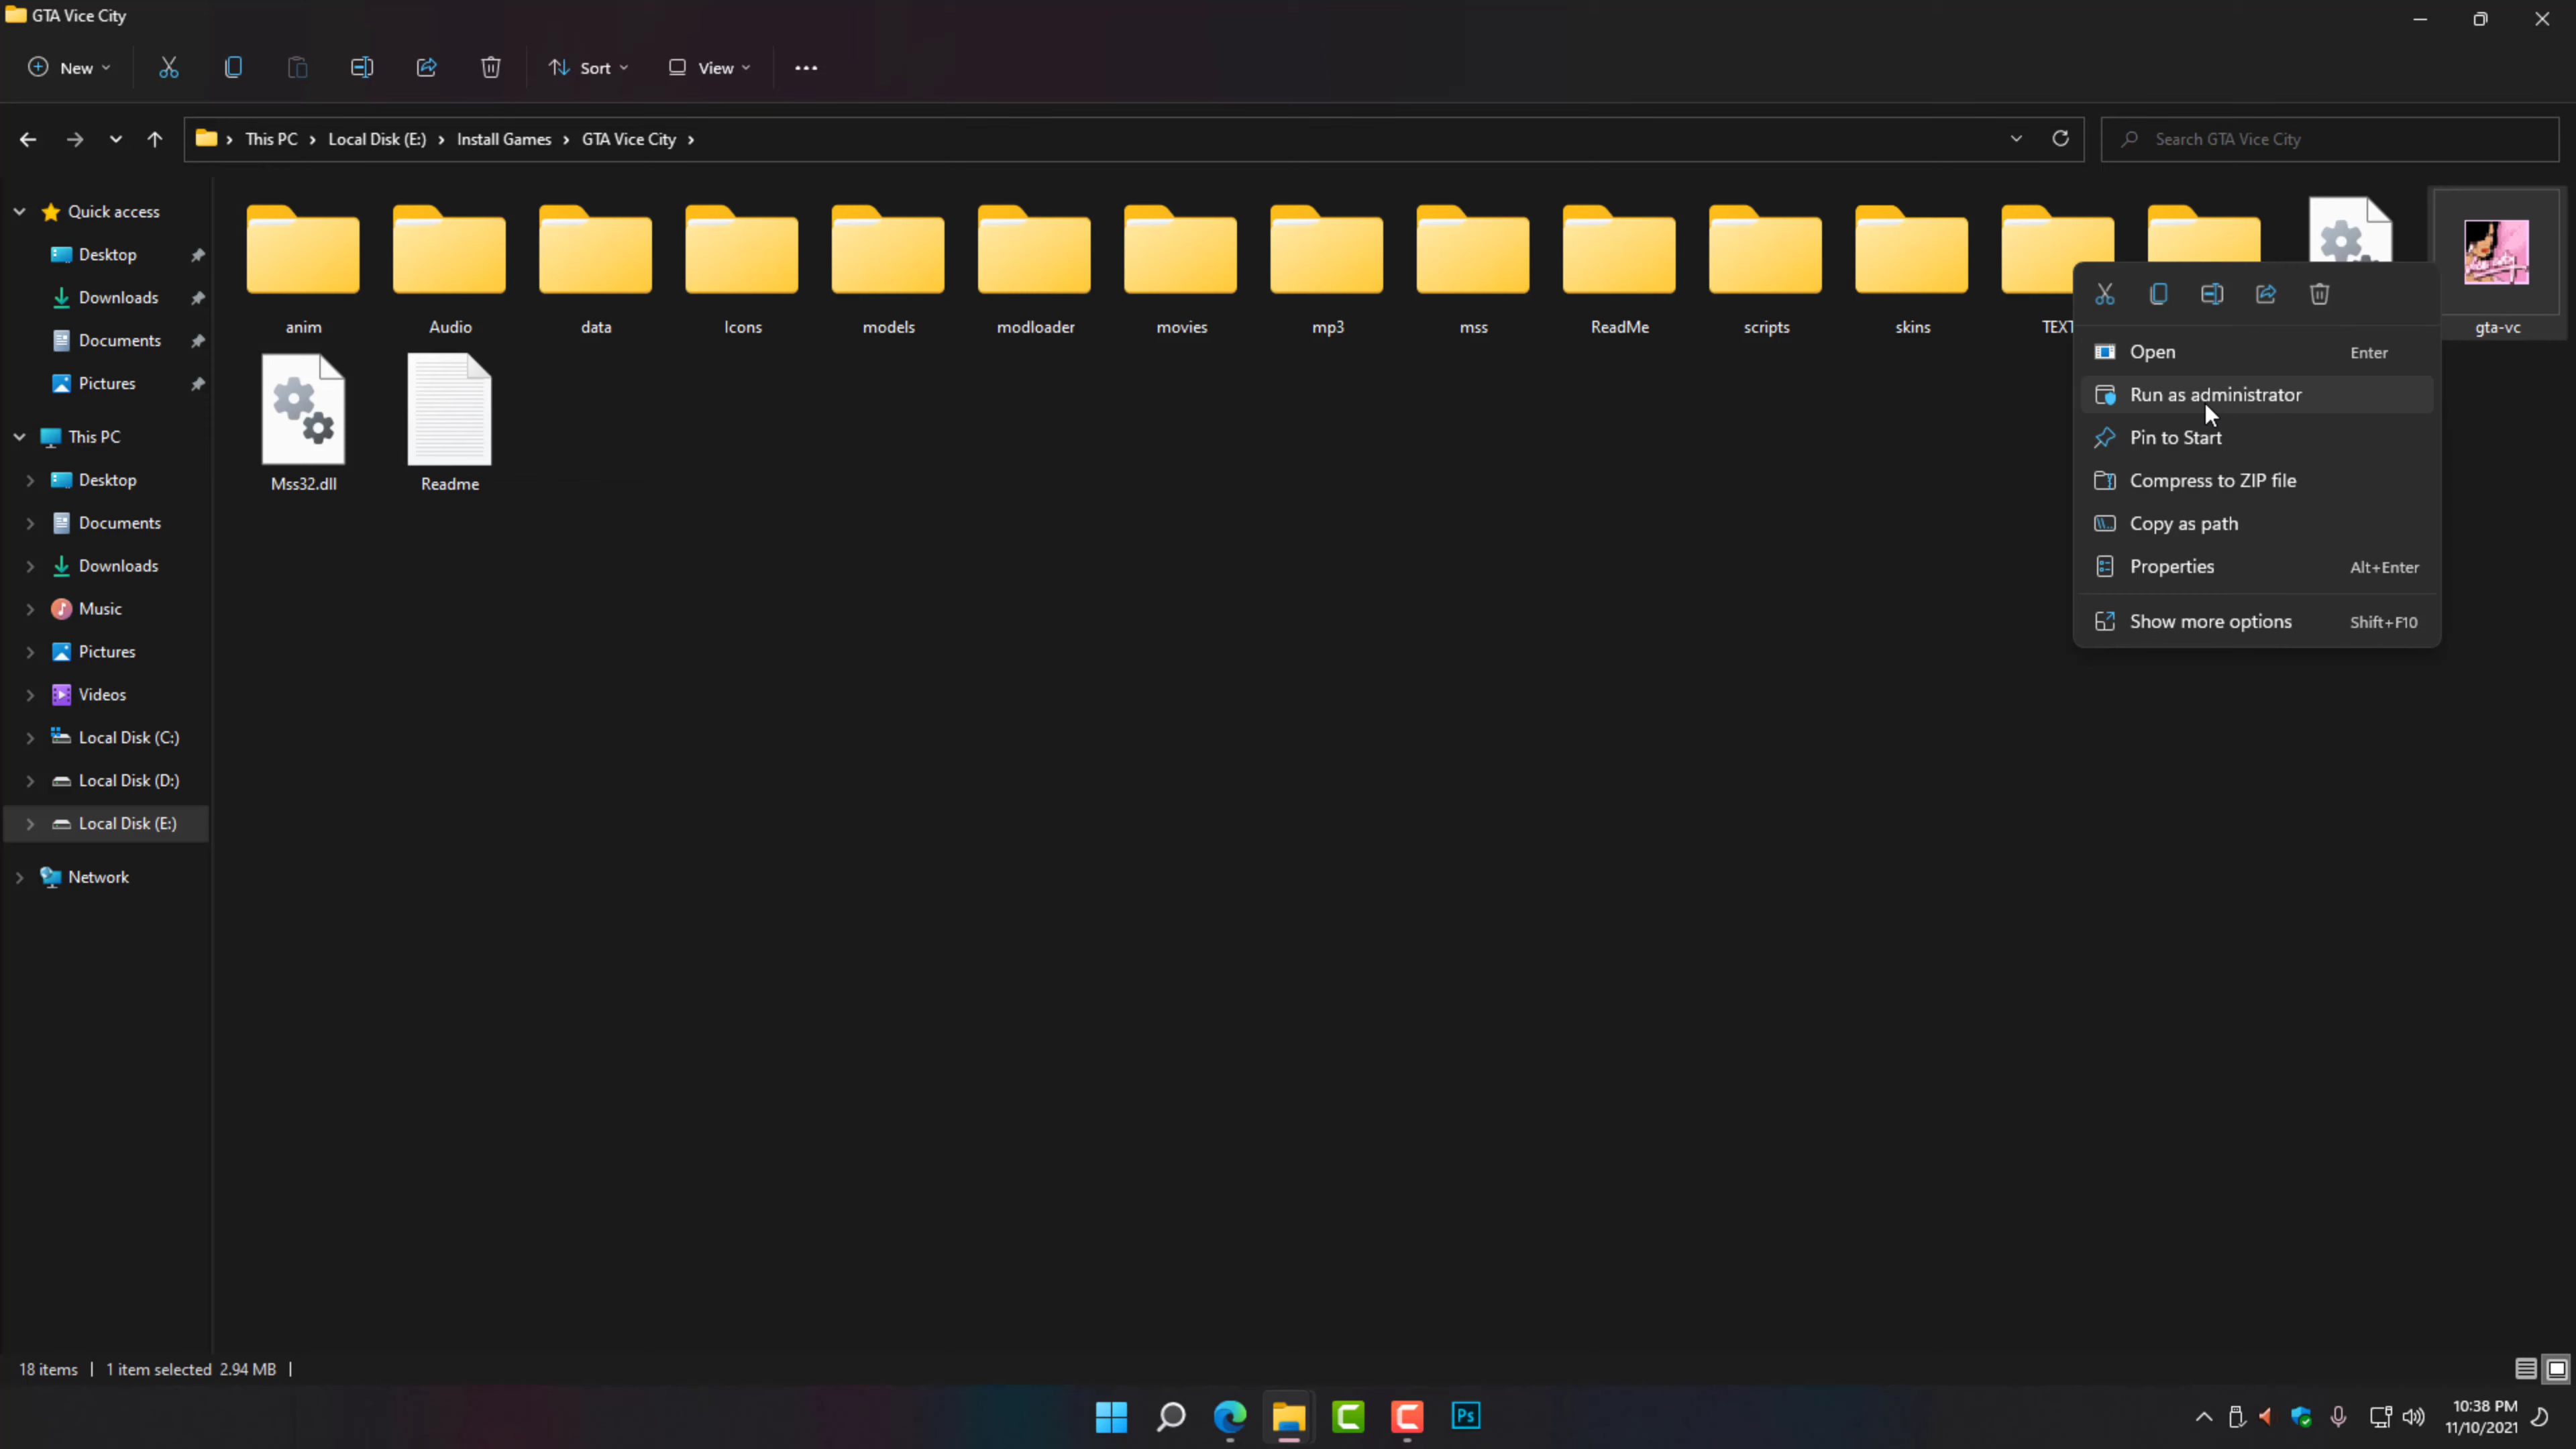 GTA Vice City
New
Sort
View
This PC
Local Disk (E:)
Install Games
GTA Vice City
Search GTA Vice City
Quick access
Desktop
Downloads
Documents
Pictures
This PC
Desktop
Documents
Downloads
Music
Pictures
Videos
Local Disk (C:)
Local Disk (D:)
Local Disk (E:)
Network
anim
Audio
data
Icons
models
modloader
movies
mp3
mss
ReadMe
scripts
skins
TEXT
gta-vc
Mss32.dll
Readme
Open Enter
Run as administrator
Pin to Start
Compress to ZIP file
Copy as path
Properties Alt+Enter
Show more options Shift+F10
18 items
1 item selected 2.94 MB
Ps
10:38 PM
11/10/2021